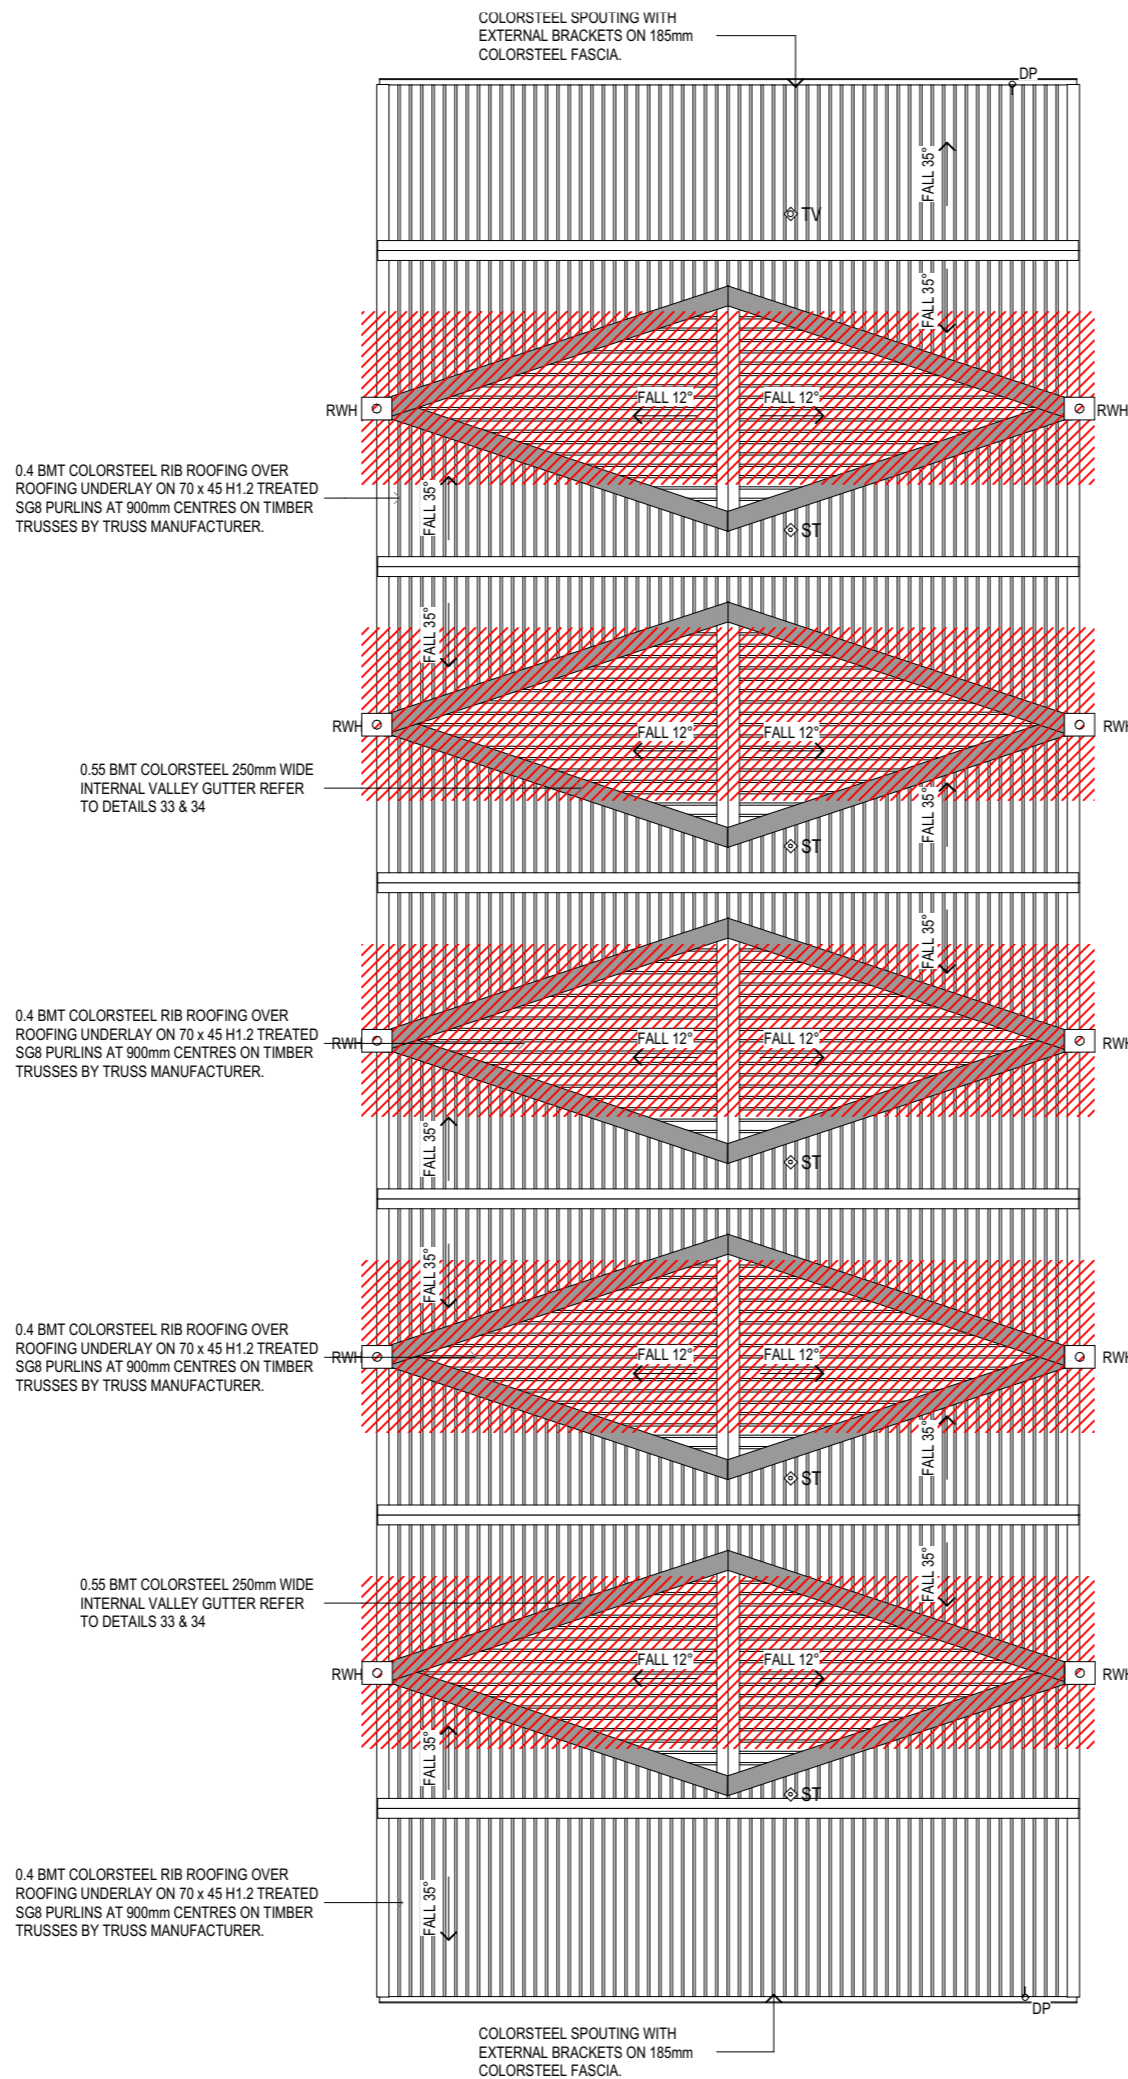 COLORSTEEL SPOUTING WITH
EXTERNAL BRACKETS ON 185mm
COLORSTEEL FASCIA.
DP
FALL 35°
TV
FALL 35°
FALL 12°
FALL 12°
RWH
RWH
0.4 BMT COLORSTEEL RIB ROOFING OVER
ROOFING UNDERLAY ON 70 x 45 H1.2 TREATED
SG8 PURLINS AT 900mm CENTRES ON TIMBER
TRUSSES BY TRUSS MANUFACTURER.
FALL 35°
ST
FALL 35°
RWH
RWH
FALL 12°
FALL 12°
0.55 BMT COLORSTEEL 250mm WIDE
INTERNAL VALLEY GUTTER REFER
TO DETAILS 33 & 34
FALL 35°
ST
FALL 35°
0.4 BMT COLORSTEEL RIB ROOFING OVER
ROOFING UNDERLAY ON 70 x 45 H1.2 TREATED
SG8 PURLINS AT 900mm CENTRES ON TIMBER
TRUSSES BY TRUSS MANUFACTURER.
RWH
FALL 12°
FALL 12°
RWH
FALL 35°
ST
FALL 35°
0.4 BMT COLORSTEEL RIB ROOFING OVER
ROOFING UNDERLAY ON 70 x 45 H1.2 TREATED
SG8 PURLINS AT 900mm CENTRES ON TIMBER
TRUSSES BY TRUSS MANUFACTURER.
RWH
FALL 12°
FALL 12°
RWH
FALL 35°
ST
FALL 35°
0.55 BMT COLORSTEEL 250mm WIDE
INTERNAL VALLEY GUTTER REFER
TO DETAILS 33 & 34
FALL 12°
FALL 12°
RWH
RWH
FALL 35°
ST
0.4 BMT COLORSTEEL RIB ROOFING OVER
ROOFING UNDERLAY ON 70 x 45 H1.2 TREATED
SG8 PURLINS AT 900mm CENTRES ON TIMBER
TRUSSES BY TRUSS MANUFACTURER.
FALL 35°
DP
COLORSTEEL SPOUTING WITH
EXTERNAL BRACKETS ON 185mm
COLORSTEEL FASCIA.